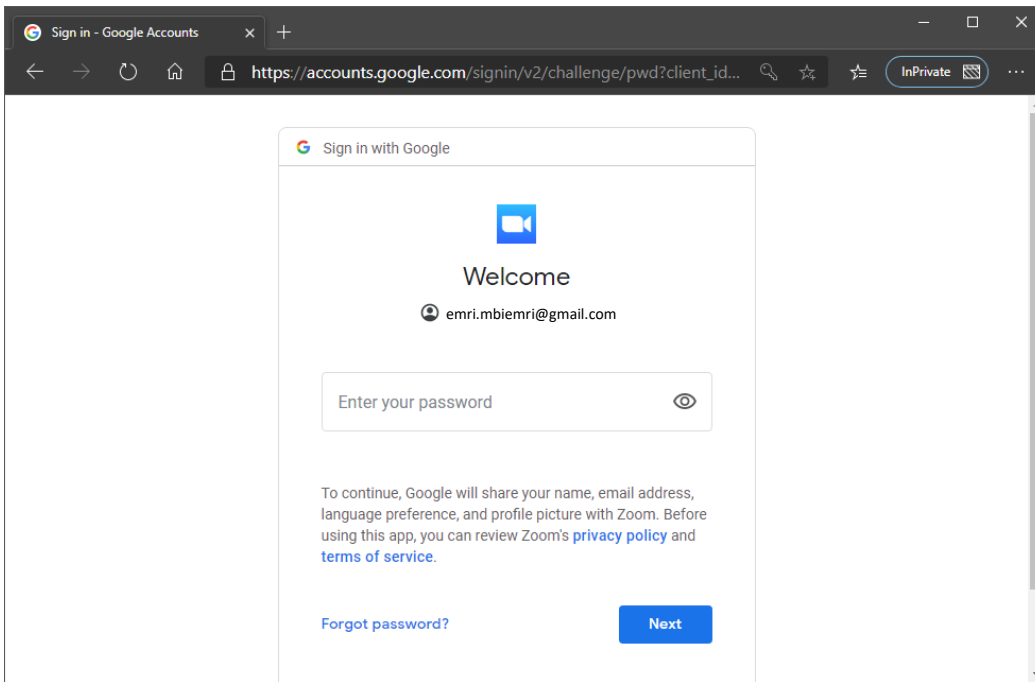 Sign in - Google Accounts
https://accounts.google.com/signin/v2/challenge/pwd?client_id...
InPrivate
Sign in with Google
Welcome
emri.mbiemri@gmail.com
Enter your password
To continue, Google will share your name, email address,
language preference, and profile picture with Zoom. Before
using this app, you can review Zoom's privacy policy and
terms of service.
Forgot password?
Next